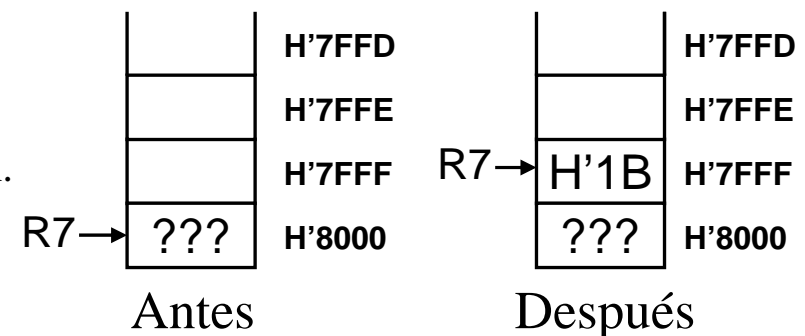 H’7FFD H’7FFD
H’7FFE H’7FFE
H’7FFF R7 H’1B H’7FFF
R7 ??? H’8000 ??? H’8000
Antes Después